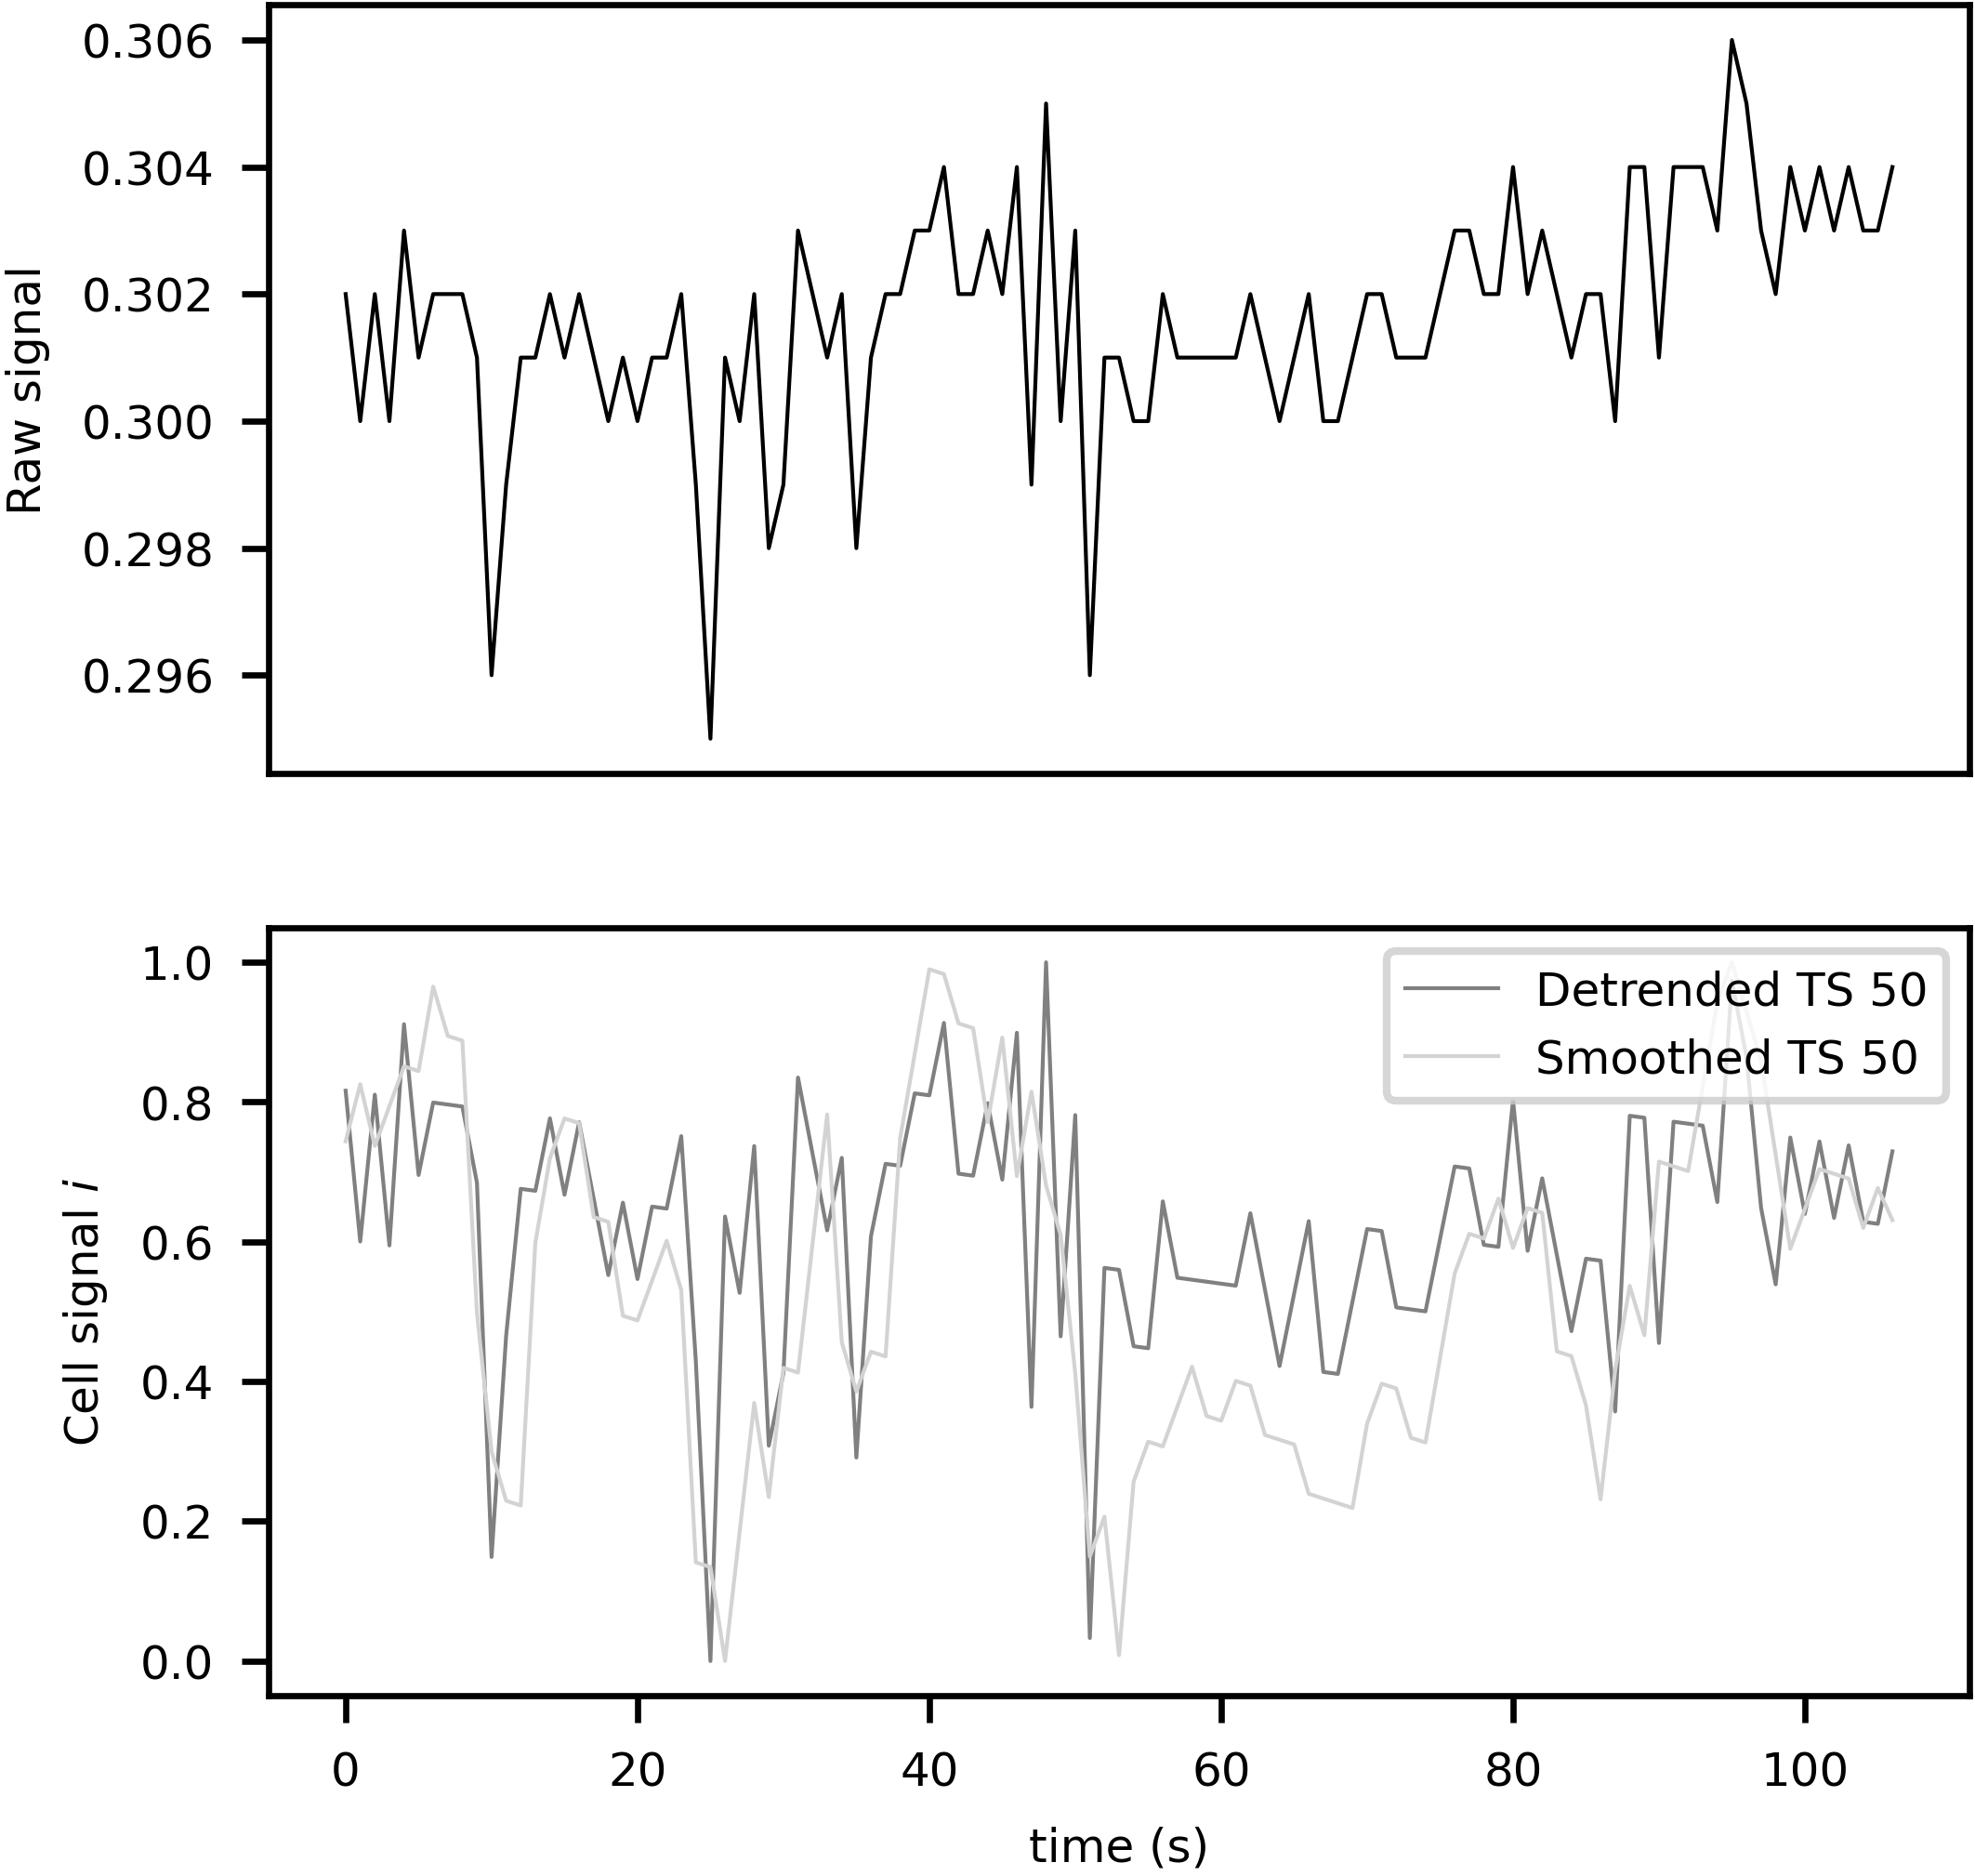 0.306
0.304
0.302
0.300
0.298
0.296
Raw signal
1.0
0.8
0.6
0.4
0.2
0.0
Cell signal i
Detrended TS 50
Smoothed TS 50
0 20 40 60 80 100
time (s)